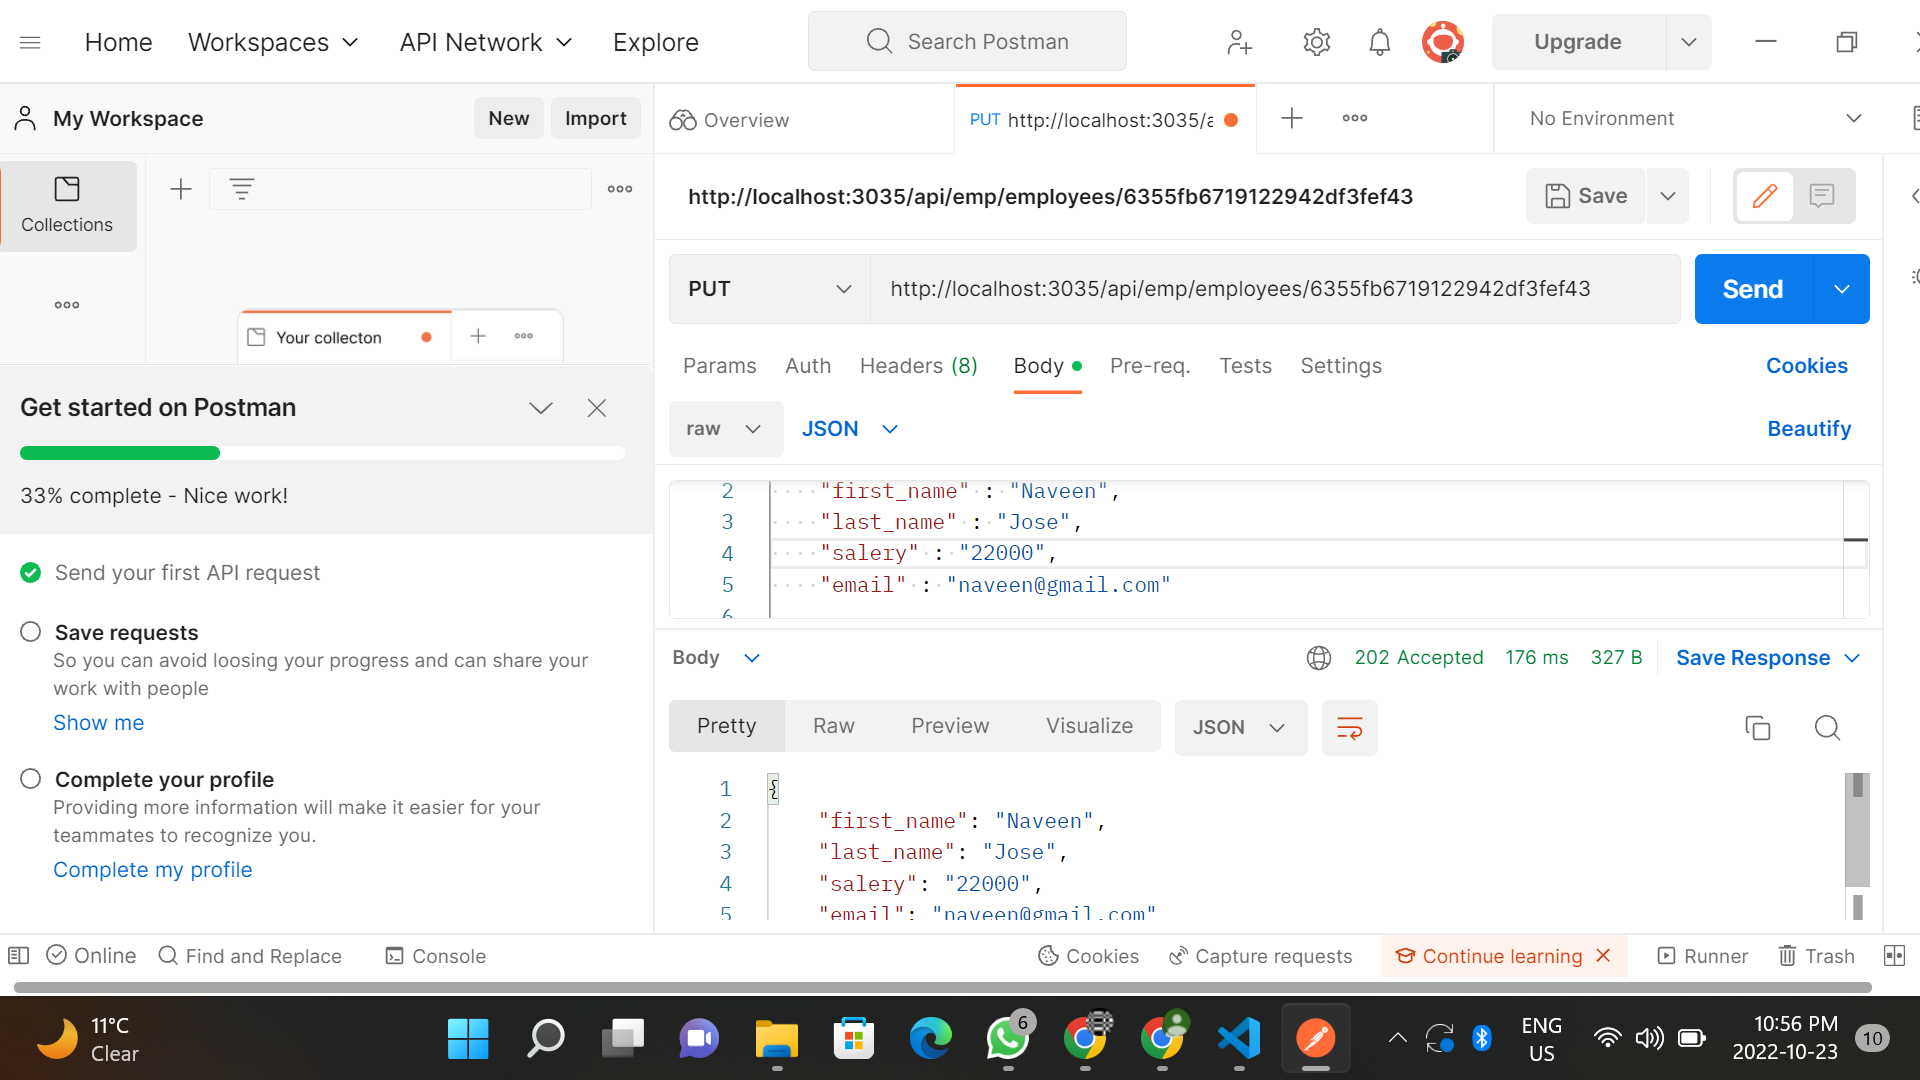 Home Workspaces API Network Explore Search Postman Upgrade
My Workspace New Import Overview PUT http://localhost:3035/a No Environment
Collections
http://localhost:3035/api/emp/employees/6355fb6719122942df3fef43 Save
PUT http://localhost:3035/api/emp/employees/6355fb6719122942df3fef43 Send
Your collecton
Params Auth Headers (8) Body Pre-req. Tests Settings Cookies
Get started on Postman
raw JSON Beautify
33% complete - Nice work!
2 "first_name" : "Naveen",
3 "last_name" : "Jose",
4 "salery" : "22000",
5 "email" : "naveen@gmail.com"
6
Send your first API request
Save requests
So you can avoid loosing your progress and can share your
work with people
Show me
Complete your profile
Providing more information will make it easier for your
teammates to recognize you.
Complete my profile
Body 202 Accepted 176 ms 327 B Save Response
Pretty Raw Preview Visualize JSON
1 {
2 "first_name": "Naveen",
3 "last_name": "Jose",
4 "salery": "22000",
5 "email": "naveen@gmail.com"
Online Find and Replace Console Cookies Capture requests Continue learning Runner Trash
11°C
Clear
6
ENG
US
10:56 PM
2022-10-23
10